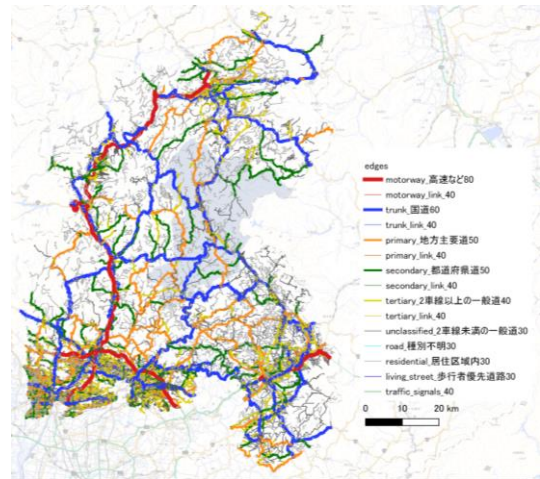 edges
motorway_高速など80
motorway_link_40
trunk_国道60
trunk_link_40
primary_地方主要道50
primary_link_40
secondary_都道府県道50
secondary_link_40
tertiary_2車線以上の一般道40
tertiary_link_40
unclassified_2車線未満の一般道30
road_種別不明30
residential_居住区域内30
living_street_歩行者優先道路30
traffic_signals_40
0 10 20 km